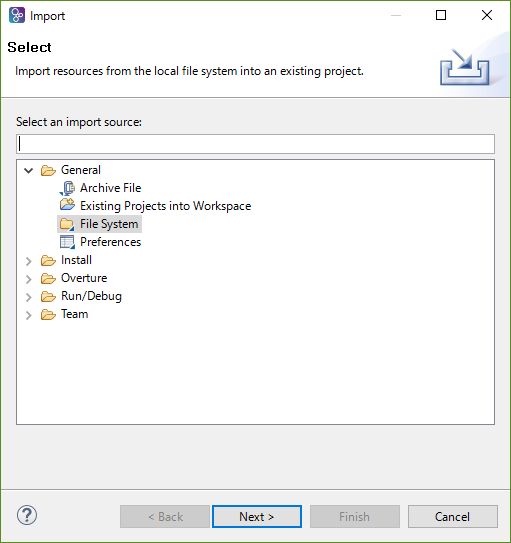 Import
Select
Import resources from the local file system into an existing project.
Select an import source:
General
Archive File
Existing Projects into Workspace
File System
Preferences
Install
Overture
Run/Debug
Team
?
< Back
Next >
Finish
Cancel